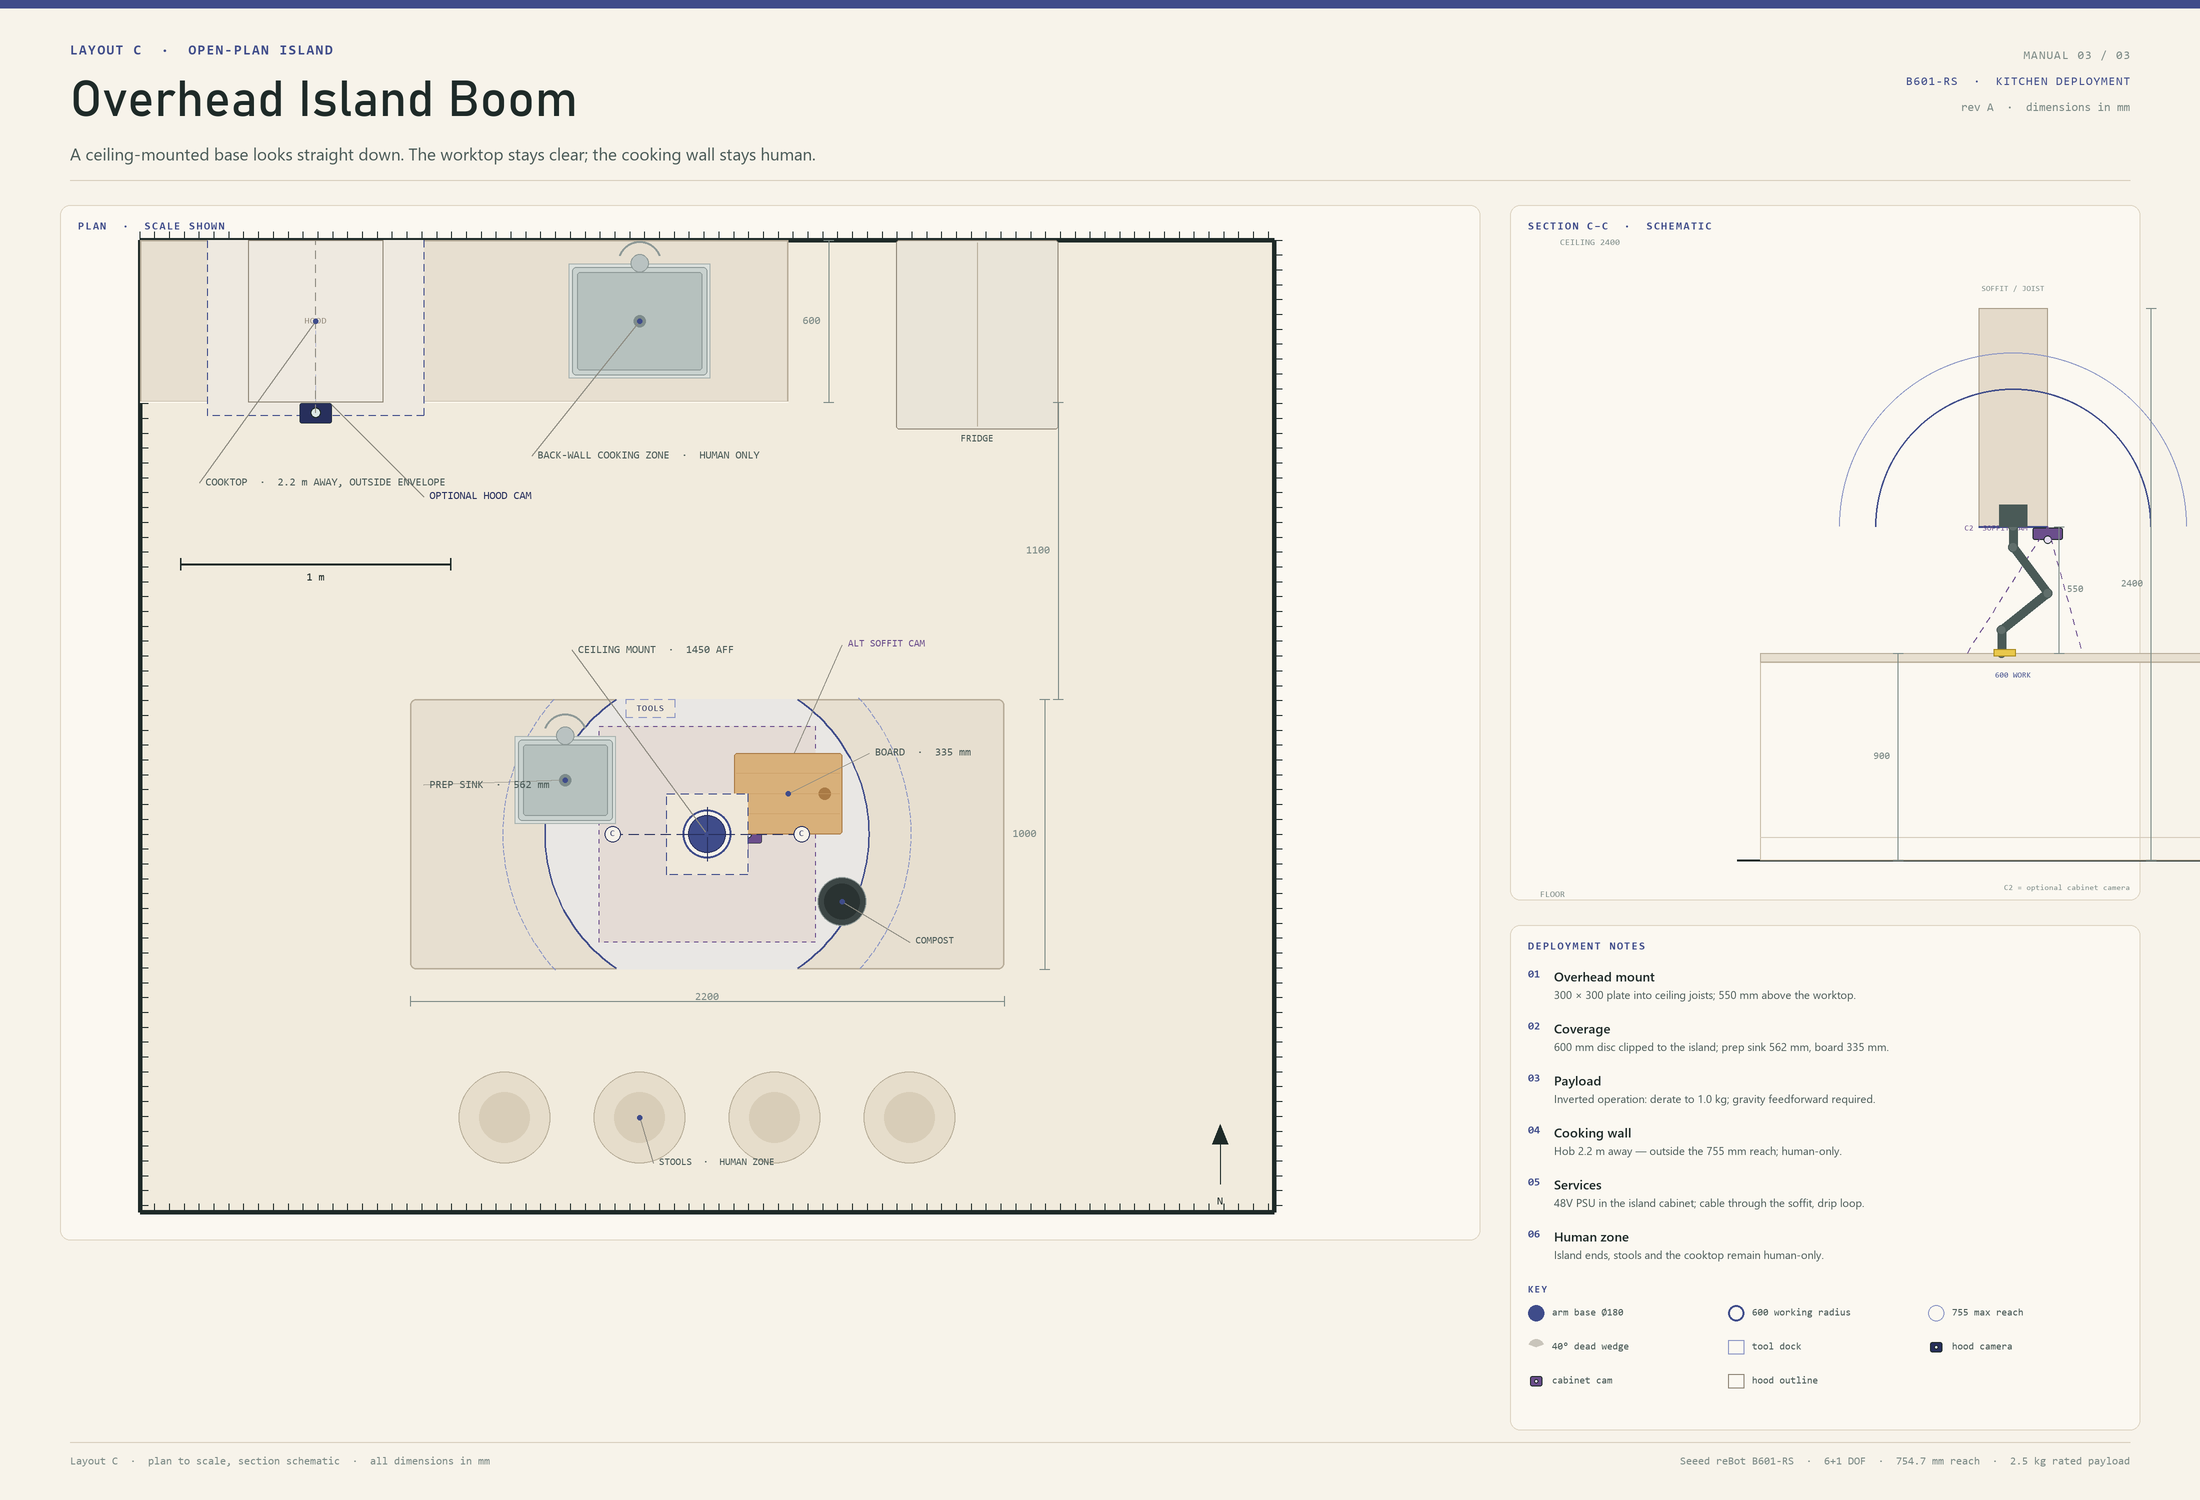 LAYOUT C · OPEN-PLAN ISLAND
Overhead Island Boom
A ceiling-mounted base looks straight down. The worktop stays clear; the cooking wall stays human.
MANUAL 03 / 03
B601-RS · KITCHEN DEPLOYMENT
rev A · dimensions in mm
PLAN · SCALE SHOWN
HOOD
600
FRIDGE
BACK-WALL COOKING ZONE · HUMAN ONLY
COOKTOP · 2.2 m AWAY, OUTSIDE ENVELOPE
OPTIONAL HOOD CAM
1100
1 m
CEILING MOUNT · 1450 AFF
ALT SOFFIT CAM
TOOLS
BOARD · 335 mm
PREP SINK · 562 mm
C
C
1000
COMPOST
2200
STOOLS · HUMAN ZONE
N
SECTION C–C · SCHEMATIC
CEILING 2400
SOFFIT / JOIST
C2 SOFFIT
550
2400
600 WORK
900
C2 = optional cabinet camera
FLOOR
DEPLOYMENT NOTES
01 Overhead mount
300 × 300 plate into ceiling joists; 550 mm above the worktop.
02 Coverage
600 mm disc clipped to the island; prep sink 562 mm, board 335 mm.
03 Payload
Inverted operation: derate to 1.0 kg; gravity feedforward required.
04 Cooking wall
Hob 2.2 m away — outside the 755 mm reach; human-only.
05 Services
48V PSU in the island cabinet; cable through the soffit, drip loop.
06 Human zone
Island ends, stools and the cooktop remain human-only.
KEY
arm base Ø180
600 working radius
755 max reach
40° dead wedge
tool dock
hood camera
cabinet cam
hood outline
Layout C · plan to scale, section schematic · all dimensions in mm
Seeed reBot B601-RS · 6+1 DOF · 754.7 mm reach · 2.5 kg rated payload